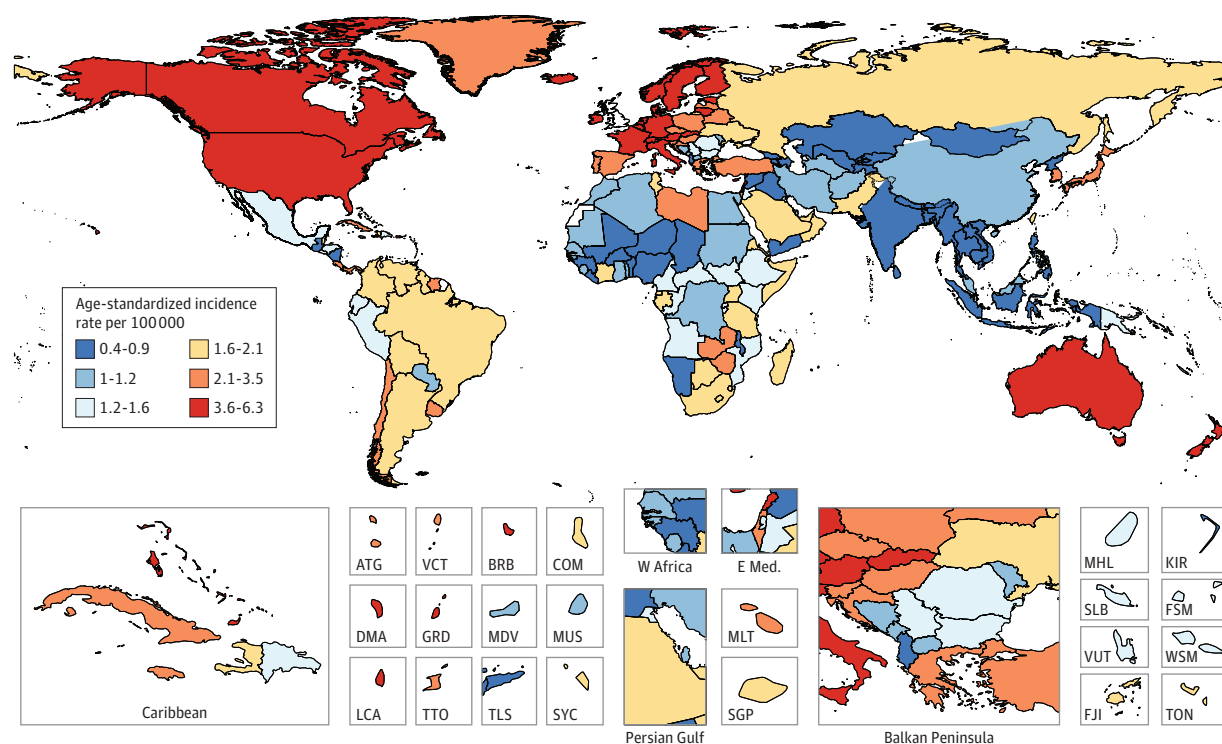 Age-standardized incidence
rate per 100 000
0.4-0.9
1.6-2.1
1-1.2
2.1-3.5
1.2-1.6
3.6-6.3
Caribbean
ATG
VCT
BRB
COM
DMA
GRD
MDV
MUS
LCA
TTO
TLS
SYC
W Africa
E Med.
Persian Gulf
MLT
SGP
Balkan Peninsula
MHL
KIR
SLB
FSM
VUT
WSM
FJI
TON